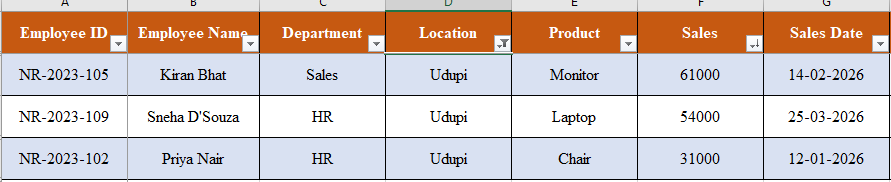 A B C D E F G
Employee ID Employee Name Department Location Product Sales Sales Date
NR-2023-105 Kiran Bhat Sales Udupi Monitor 61000 14-02-2026
NR-2023-109 Sneha D'Souza HR Udupi Laptop 54000 25-03-2026
NR-2023-102 Priya Nair HR Udupi Chair 31000 12-01-2026